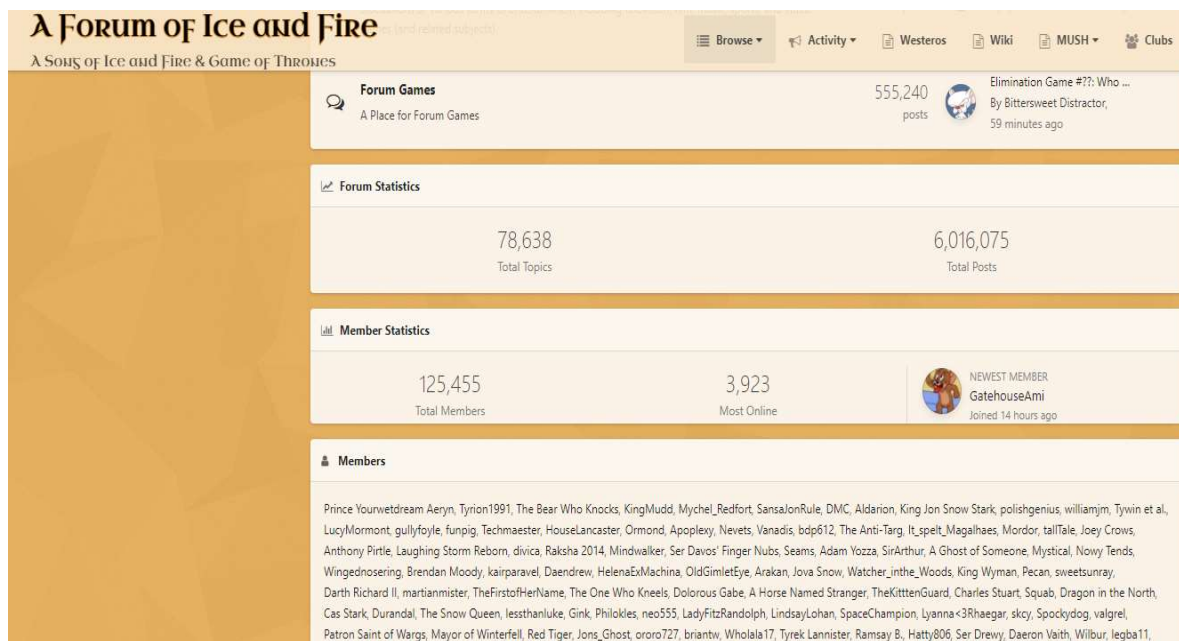 A Forum of Ice and Fire
A Song of Ice and Fire & Game of Thrones
(and related subjects).
Browse
Activity
Westeros
Wiki
MUSH
Clubs
Forum Games
A Place for Forum Games
555,240
posts
Elimination Game #??: Who ...
By Bittersweet Distractor,
59 minutes ago
Forum Statistics
78,638
Total Topics
6,016,075
Total Posts
Member Statistics
125,455
Total Members
3,923
Most Online
NEWEST MEMBER
GatehouseAmi
Joined 14 hours ago
Members
Prince Yourwetdream Aeryn, Tyrion1991, The Bear Who Knocks, KingMudd, Mychel_Redfort, SansaJonRule, DMC, Aldarion, King Jon Snow Stark, polishgenius, williamjm, Tywin et al.,
LucyMormont, gullyfoyle, funpig, Techmaester, HouseLancaster, Ormond, Apoplexy, Nevets, Vanadis, bdp612, The Anti-Targ, It_spelt_Magalhaes, Mordor, tallTale, Joey Crows,
Anthony Pirtle, Laughing Storm Reborn, divica, Raksha 2014, Mindwalker, Ser Davos' Finger Nubs, Seams, Adam Yozza, SirArthur, A Ghost of Someone, Mystical, Nowy Tends,
Wingednosering, Brendan Moody, kairparavel, Daendrew, HelenaExMachina, OldGimletEye, Arakan, Jova Snow, Watcher_inthe_Woods, King Wyman, Pecan, sweetsunray,
Darth Richard II, martianmister, TheFirstofHerName, The One Who Kneels, Dolorous Gabe, A Horse Named Stranger, TheKitttenGuard, Charles Stuart, Squab, Dragon in the North,
Cas Stark, Durandal, The Snow Queen, lessthanluke, Gink, Philokles, neo555, LadyFitzRandolph, LindsayLohan, SpaceChampion, Lyanna<3Rhaegar, skcy, Spockydog, valgrel,
Patron Saint of Wargs, Mayor of Winterfell, Red Tiger, Jons_Ghost, ororo727, briantw, Wholala17, Tyrek Lannister, Ramsay B., Hatty806, Ser Drewy, Daeron Vaith, Wilbur, legba11,